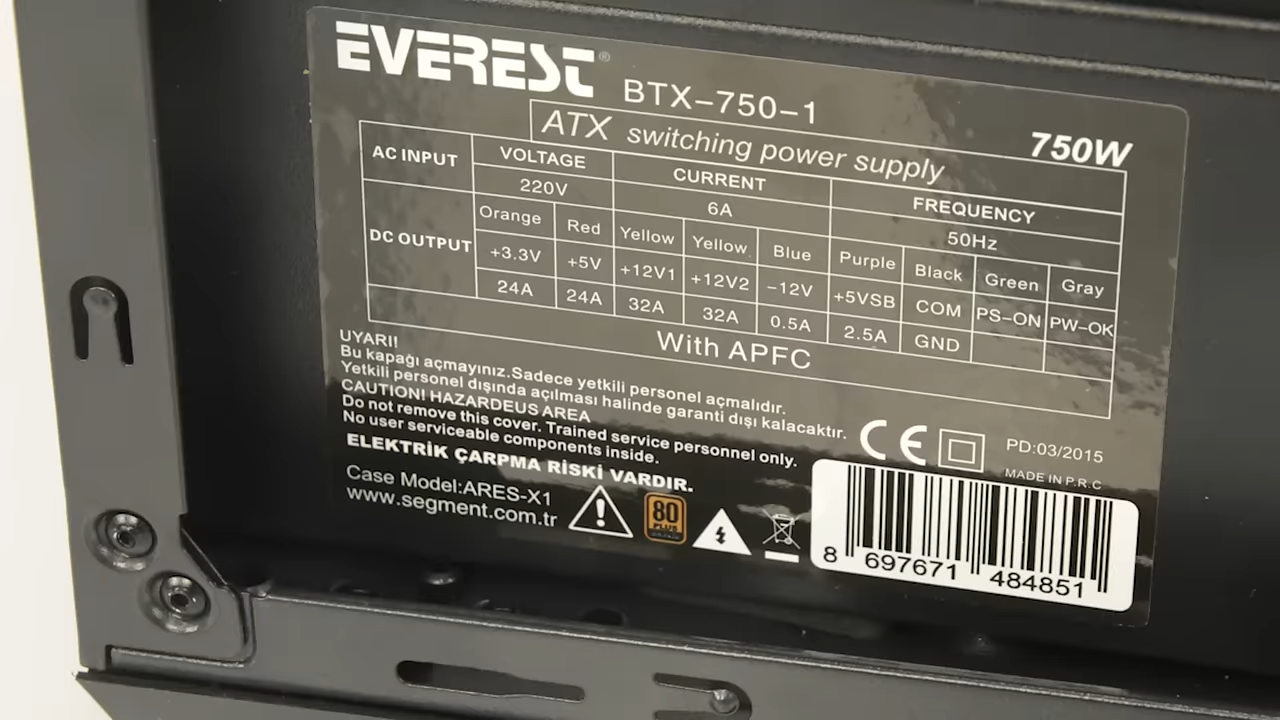 EVEREST®
BTX-750-1
ATX switching power supply
750W
AC INPUT VOLTAGE CURRENT FREQUENCY
220V 6A 50Hz
DC OUTPUT Orange Red Yellow Yellow Blue Purple Black Green Gray
+3.3V +5V +12V1 +12V2 -12V +5VSB COM PS-ON PW-OK
24A 24A 32A 32A 0.5A 2.5A GND
With APFC
UYARI!
Bu kapağı açmayınız.Sadece yetkili personel açmalıdır.
Yetkili personel dışında açılması halinde garanti dışı kalacaktır.
CAUTION! HAZARDEUS AREA
Do not remove this cover. Trained service personnel only.
No user serviceable components inside.
ELEKTRİK ÇARPMA RİSKİ VARDIR.
Case Model:ARES-X1
www.segment.com.tr
80
PLUS
CE
PD:03/2015
MADE IN P.R.C
8 697671 484851